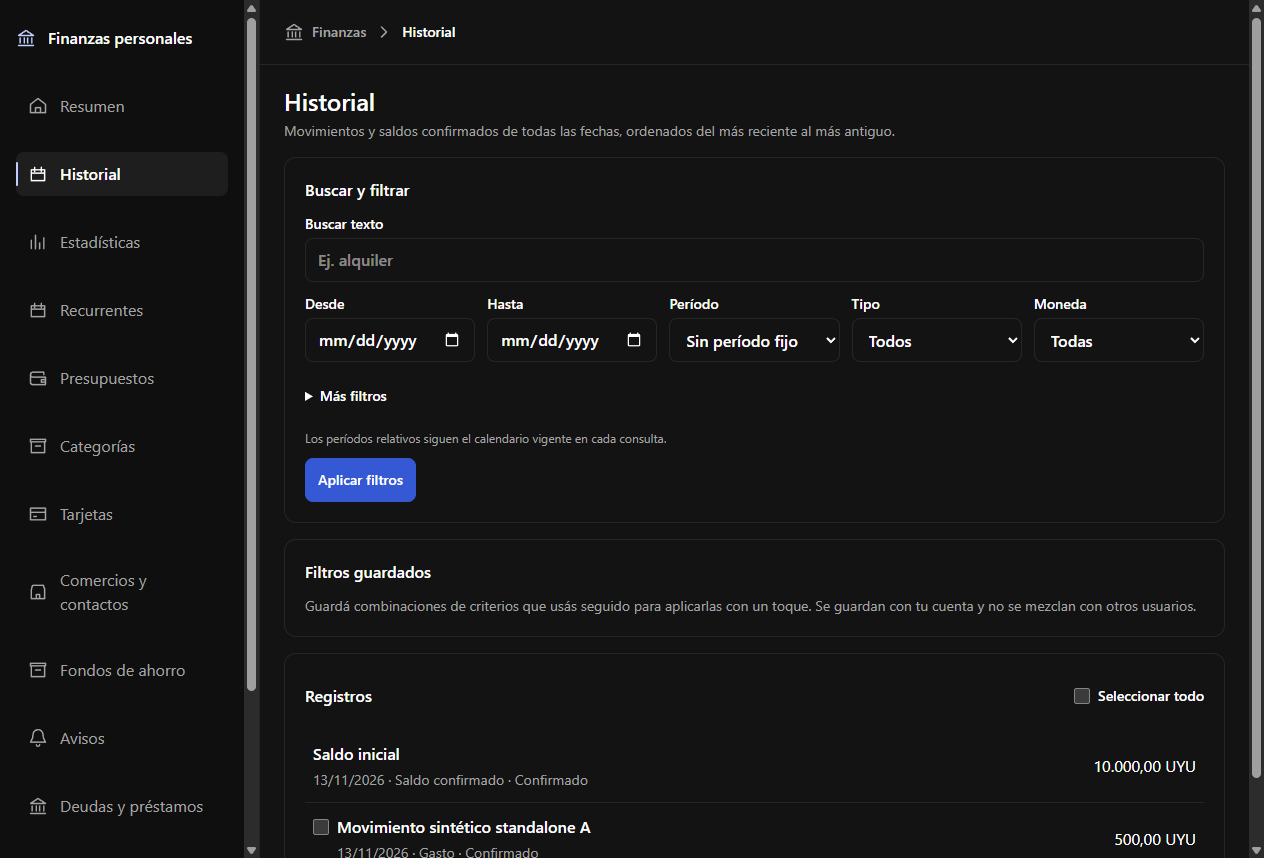 Finanzas personales
Resumen
Historial
Estadísticas
Recurrentes
Presupuestos
Categorías
Tarjetas
Comercios y
contactos
Fondos de ahorro
Avisos
Deudas y préstamos
Finanzas > Historial
Historial
Movimientos y saldos confirmados de todas las fechas, ordenados del más reciente al más antiguo.
Buscar y filtrar
Buscar texto
Ej. alquiler
Desde Hasta Período Tipo Moneda
mm/dd/yyyy mm/dd/yyyy Sin período fijo Todos Todas
Más filtros
Los períodos relativos siguen el calendario vigente en cada consulta.
Aplicar filtros
Filtros guardados
Guardá combinaciones de criterios que usás seguido para aplicarlas con un toque. Se guardan con tu cuenta y no se mezclan con otros usuarios.
Registros Seleccionar todo
Saldo inicial
13/11/2026 · Saldo confirmado · Confirmado
10.000,00 UYU
Movimiento sintético standalone A
13/11/2026 · Gasto · Confirmado
500,00 UYU